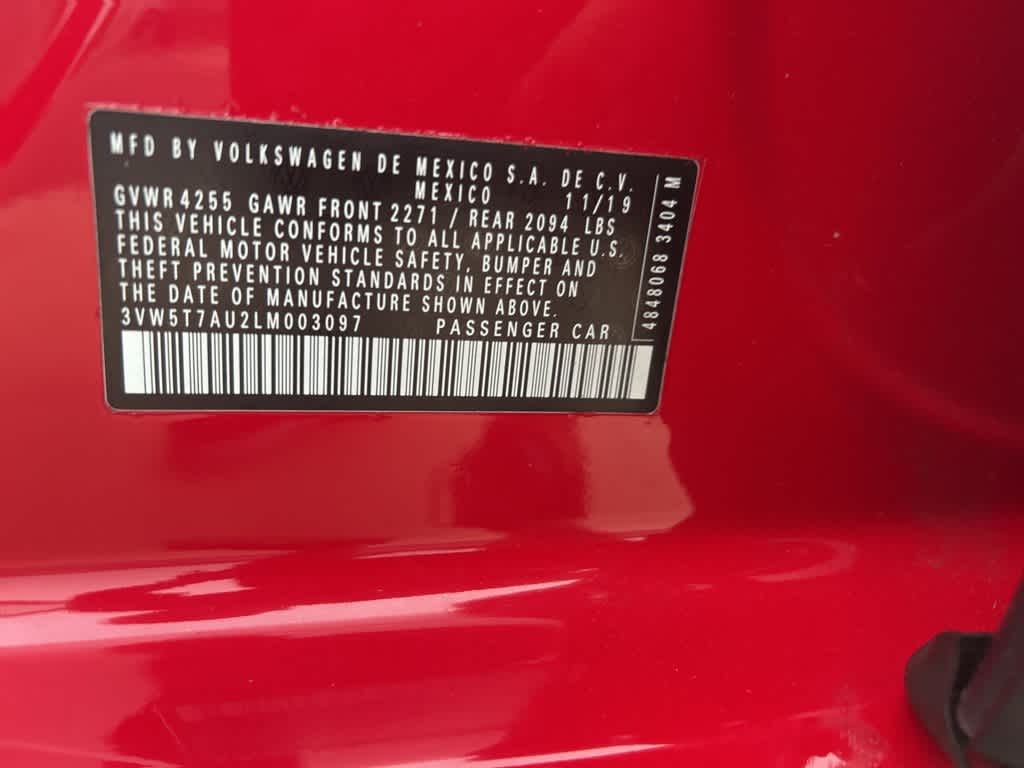 MFD BY VOLKSWAGEN DE MEXICO S.A. DE C.V.
MEXICO 11/19
GVWR 4255 GAWR FRONT 2271 / REAR 2094 LBS
THIS VEHICLE CONFORMS TO ALL APPLICABLE U.S.
FEDERAL MOTOR VEHICLE SAFETY, BUMPER AND
THEFT PREVENTION STANDARDS IN EFFECT ON
THE DATE OF MANUFACTURE SHOWN ABOVE.
3VW5T7AU2LM003097 PASSENGER CAR
4848068 3404 M